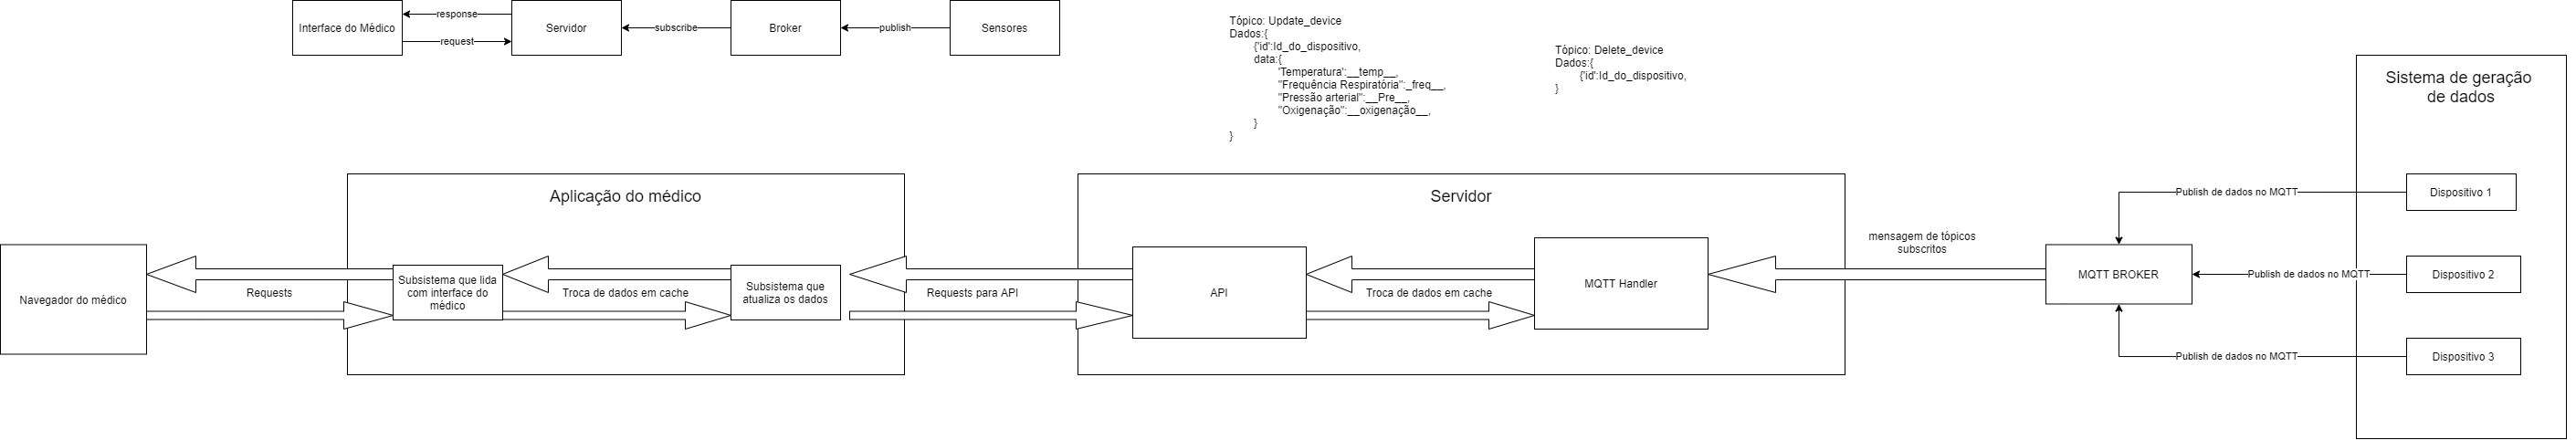 Interface do Médico
response
request
Servidor
subscribe
Broker
publish
Sensores
Tópico: Update_device
Dados:{
{'id':Id_do_dispositivo,
data:{
'Temperatura':__temp__,
"Frequência Respiratória":_freq__,
"Pressão arterial":__Pre__,
"Oxigenação":__oxigenação__,
}
}
Tópico: Delete_device
Dados:{
{'id':Id_do_dispositivo,
}
Sistema de geração
de dados
Aplicação do médico
Servidor
Publish de dados no MQTT
Dispositivo 1
mensagem de tópicos
subscritos
Navegador do médico
Requests
Subsistema que lida
com interface do
médico
Troca de dados em cache
Subsistema que
atualiza os dados
Requests para API
API
Troca de dados em cache
MQTT Handler
MQTT BROKER
Publish de dados no MQTT
Dispositivo 2
Publish de dados no MQTT
Dispositivo 3